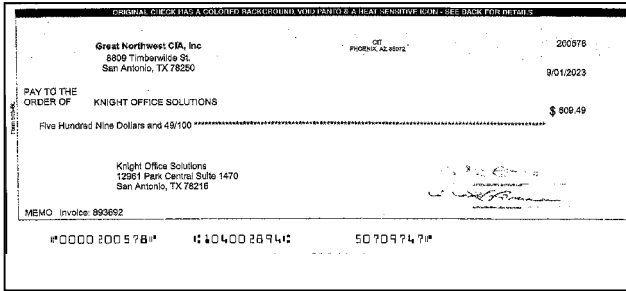 ORIGINAL CHECK HAS A COLORED BACKGROUND, VOID PANTO & A HEAT SENSITIVE ICON - SEE BACK FOR DETAILS
Great Northwest CIA, Inc
8809 Timberwilde St.
San Antonio, TX 78250
CIT
PHOENIX, AZ 85072
200578
9/01/2023
PAY TO THE
ORDER OF KNIGHT OFFICE SOLUTIONS
$ 509.49
Five Hundred Nine Dollars and 49/100
Knight Office Solutions
12961 Park Central Suite 1470
San Antonio, TX 78216
MEMO Invoice: 893692
⑈0000200578⑈ ⑆104002894⑆ 50709747⑈